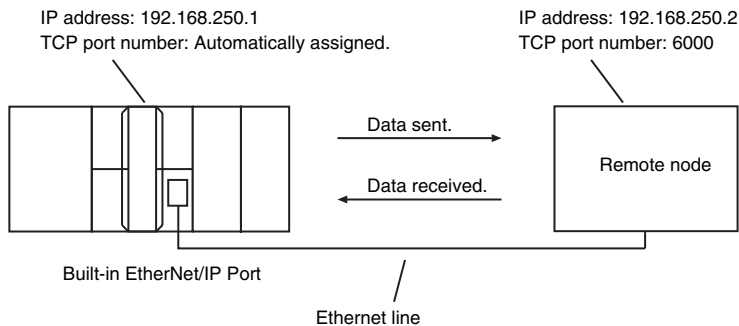 IP address: 192.168.250.1
TCP port number: Automatically assigned.
IP address: 192.168.250.2
TCP port number: 6000
Data sent.
Data received.
Remote node
Built-in EtherNet/IP Port
Ethernet line